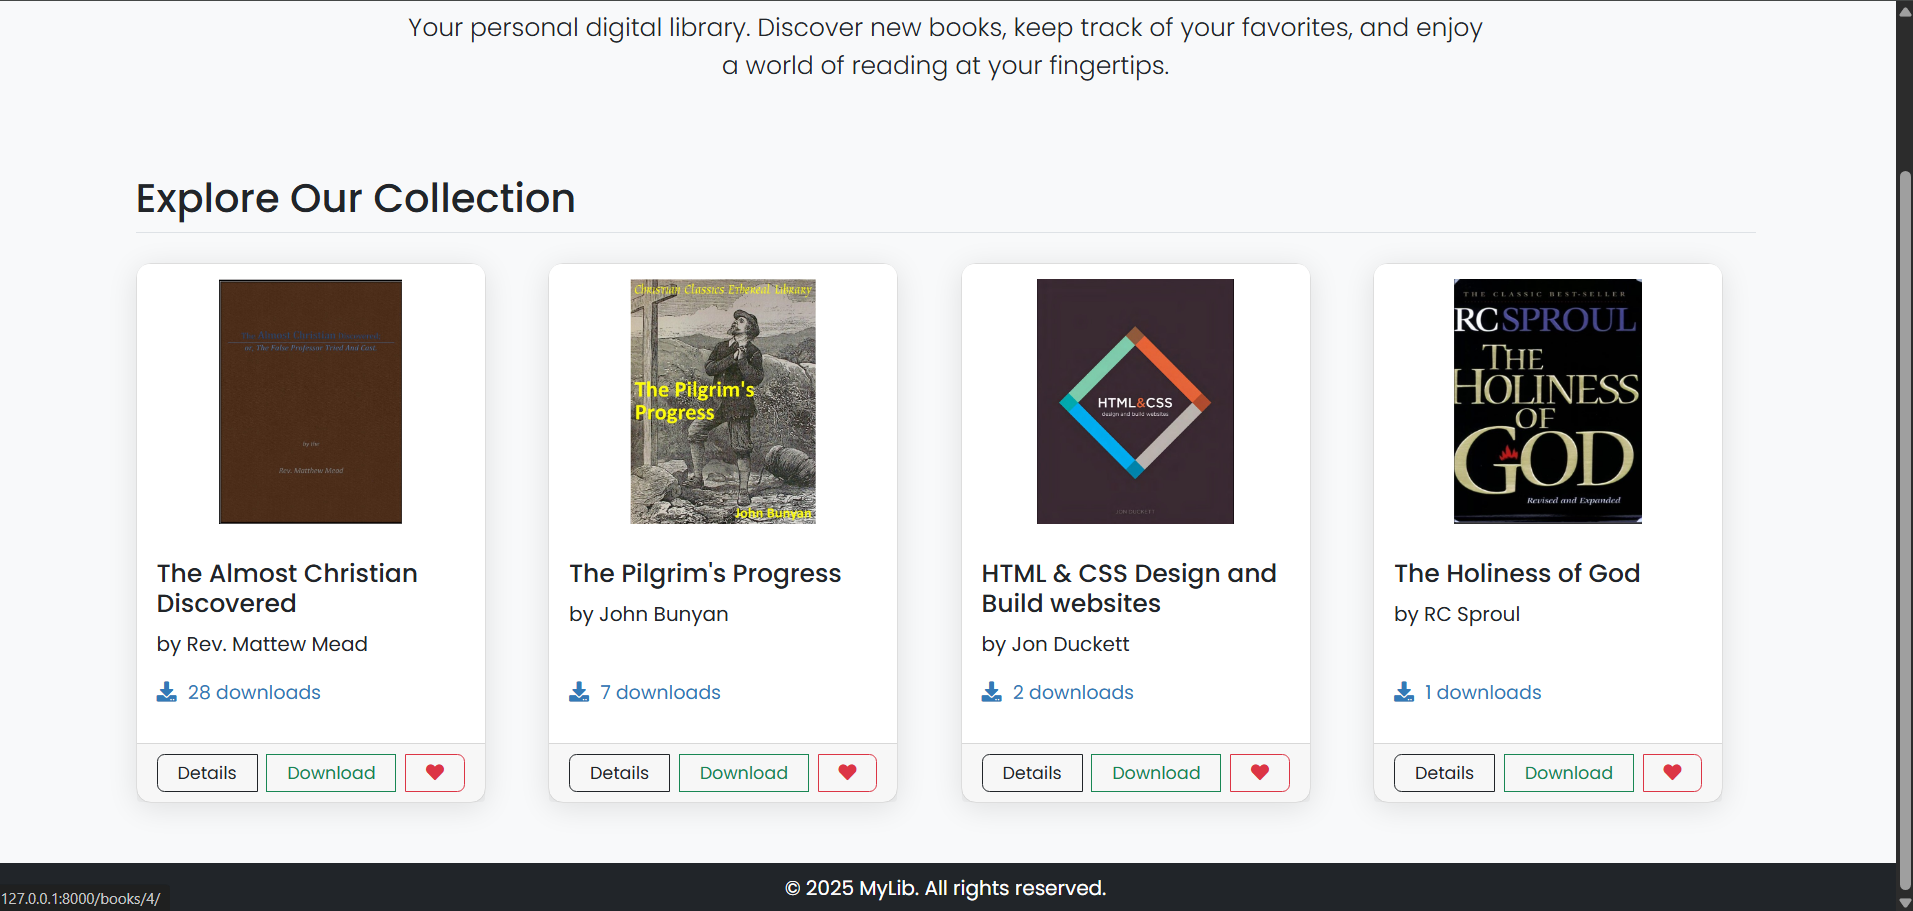 Your personal digital library. Discover new books, keep track of your favorites, and enjoy
a world of reading at your fingertips.
Explore Our Collection
The Almost Christian Discovered
or, The False Professor Tried And Cast.
by the
Rev. Matthew Mead
The Almost Christian
Discovered
by Rev. Mattew Mead
28 downloads
Details Download
Christian Classics Ethereal Library
The Pilgrim's
Progress
John Bunyan
The Pilgrim's Progress
by John Bunyan
7 downloads
Details Download
HTML&CSS
design and build websites
JON DUCKETT
HTML & CSS Design and
Build websites
by Jon Duckett
2 downloads
Details Download
THE CLASSIC BEST-SELLER
RC SPROUL
THE
HOLINESS
OF
GOD
Revised and Expanded
The Holiness of God
by RC Sproul
1 downloads
Details Download
© 2025 MyLib. All rights reserved.
127.0.0.1:8000/books/4/